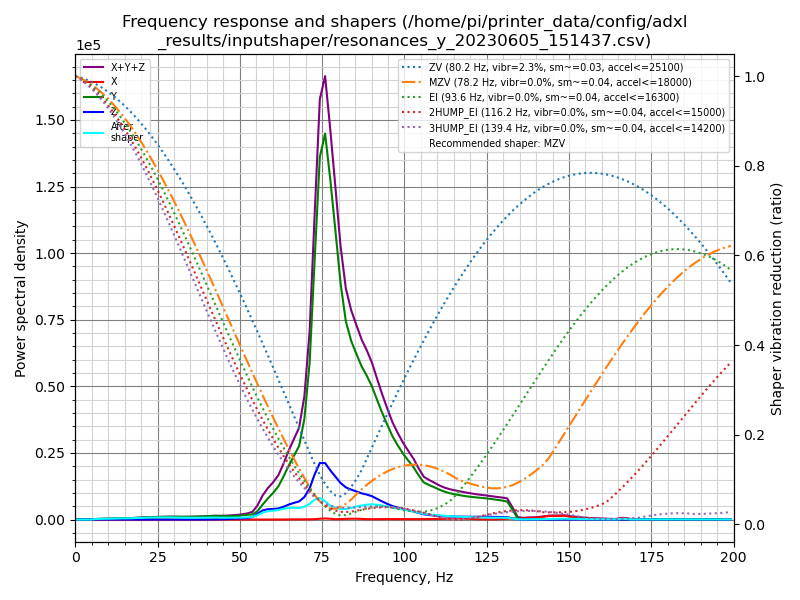 Frequency response and shapers (/home/pi/printer_data/config/adxl
_results/inputshaper/resonances_y_20230605_151437.csv)
1e5
X+Y+Z
X
Y
Z
After
shaper
ZV (80.2 Hz, vibr=2.3%, sm~=0.03, accel<=25100)
MZV (78.2 Hz, vibr=0.0%, sm~=0.04, accel<=18000)
EI (93.6 Hz, vibr=0.0%, sm~=0.04, accel<=16300)
2HUMP_EI (116.2 Hz, vibr=0.0%, sm~=0.04, accel<=15000)
3HUMP_EI (139.4 Hz, vibr=0.0%, sm~=0.04, accel<=14200)
Recommended shaper: MZV
Power spectral density
1.50
1.25
1.00
0.75
0.50
0.25
0.00
1.0
0.8
0.6
0.4
0.2
0.0
Shaper vibration reduction (ratio)
0 25 50 75 100 125 150 175 200
Frequency, Hz